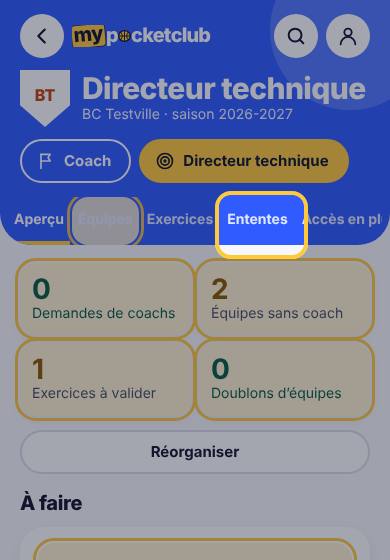 mypocketclub
BT
Directeur technique
BC Testville · saison 2026-2027
Coach
Directeur technique
Aperçu Équipes Exercices Ententes Accès en pl
0
Demandes de coachs
2
Équipes sans coach
1
Exercices à valider
0
Doublons d'équipes
Réorganiser
À faire